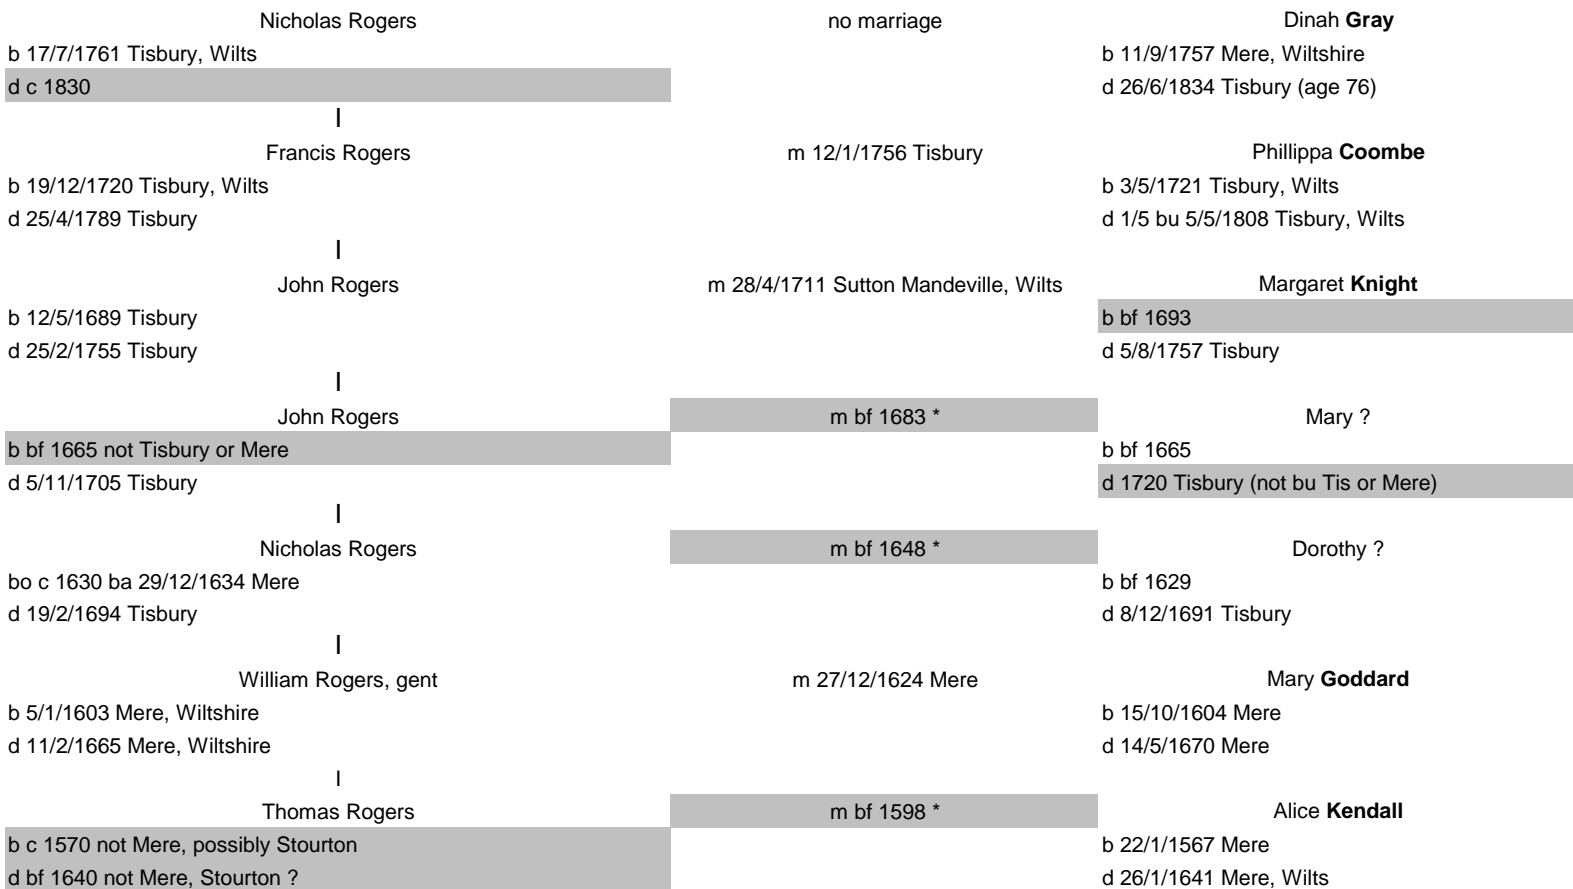 Nicholas Rogers no marriage Dinah Gray
b 17/7/1761 Tisbury, Wilts b 11/9/1757 Mere, Wiltshire
d c 1830 d 26/6/1834 Tisbury (age 76)
|
Francis Rogers m 12/1/1756 Tisbury Phillippa Coombe
b 19/12/1720 Tisbury, Wilts b 3/5/1721 Tisbury, Wilts
d 25/4/1789 Tisbury d 1/5 bu 5/5/1808 Tisbury, Wilts
|
John Rogers m 28/4/1711 Sutton Mandeville, Wilts Margaret Knight
b 12/5/1689 Tisbury b bf 1693
d 25/2/1755 Tisbury d 5/8/1757 Tisbury
|
John Rogers m bf 1683 * Mary ?
b bf 1665 not Tisbury or Mere b bf 1665
d 5/11/1705 Tisbury d 1720 Tisbury (not bu Tis or Mere)
|
Nicholas Rogers m bf 1648 * Dorothy ?
bo c 1630 ba 29/12/1634 Mere b bf 1629
d 19/2/1694 Tisbury d 8/12/1691 Tisbury
|
William Rogers, gent m 27/12/1624 Mere Mary Goddard
b 5/1/1603 Mere, Wiltshire b 15/10/1604 Mere
d 11/2/1665 Mere, Wiltshire d 14/5/1670 Mere
|
Thomas Rogers m bf 1598 * Alice Kendall
b c 1570 not Mere, possibly Stourton b 22/1/1567 Mere
d bf 1640 not Mere, Stourton ? d 26/1/1641 Mere, Wilts